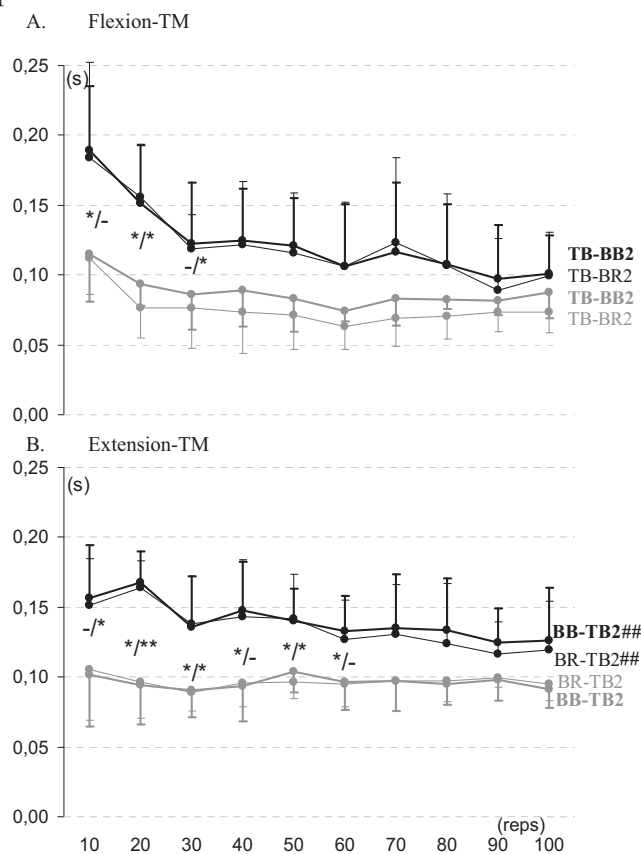 A. Flexion-TM
0,25
(s)
0,20
0,15
*/-
*/*
-/*
0,10
0,05
0,00
TB-BB2
TB-BR2
TB-BB2
TB-BR2
B. Extension-TM
0,25
(s)
0,20
0,15
-/*
*/**
*/*
*/-
*/*
*/-
0,10
0,05
0,00
BB-TB2##
BR-TB2##
BR-TB2
BB-TB2
(reps)
10 20 30 40 50 60 70 80 90 100